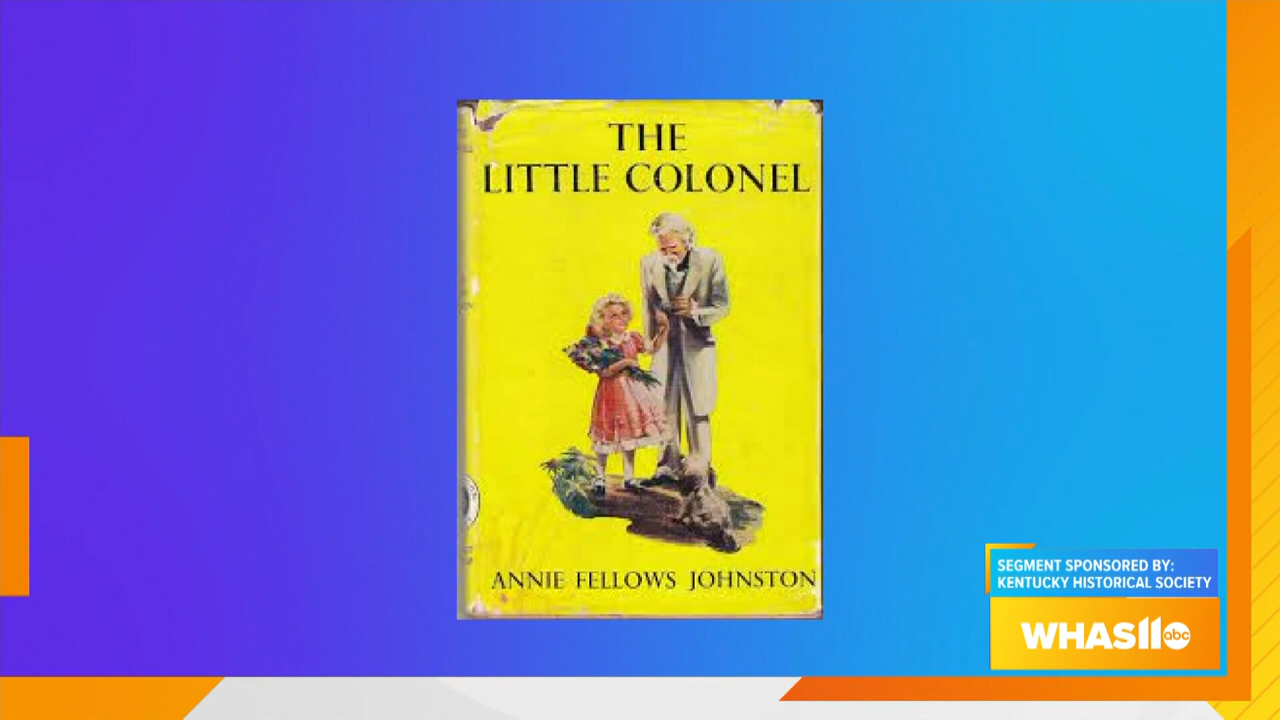 THE
LITTLE COLONEL
ANNIE FELLOWS JOHNSTON
SEGMENT SPONSORED BY:
KENTUCKY HISTORICAL SOCIETY
WHAS11 abc